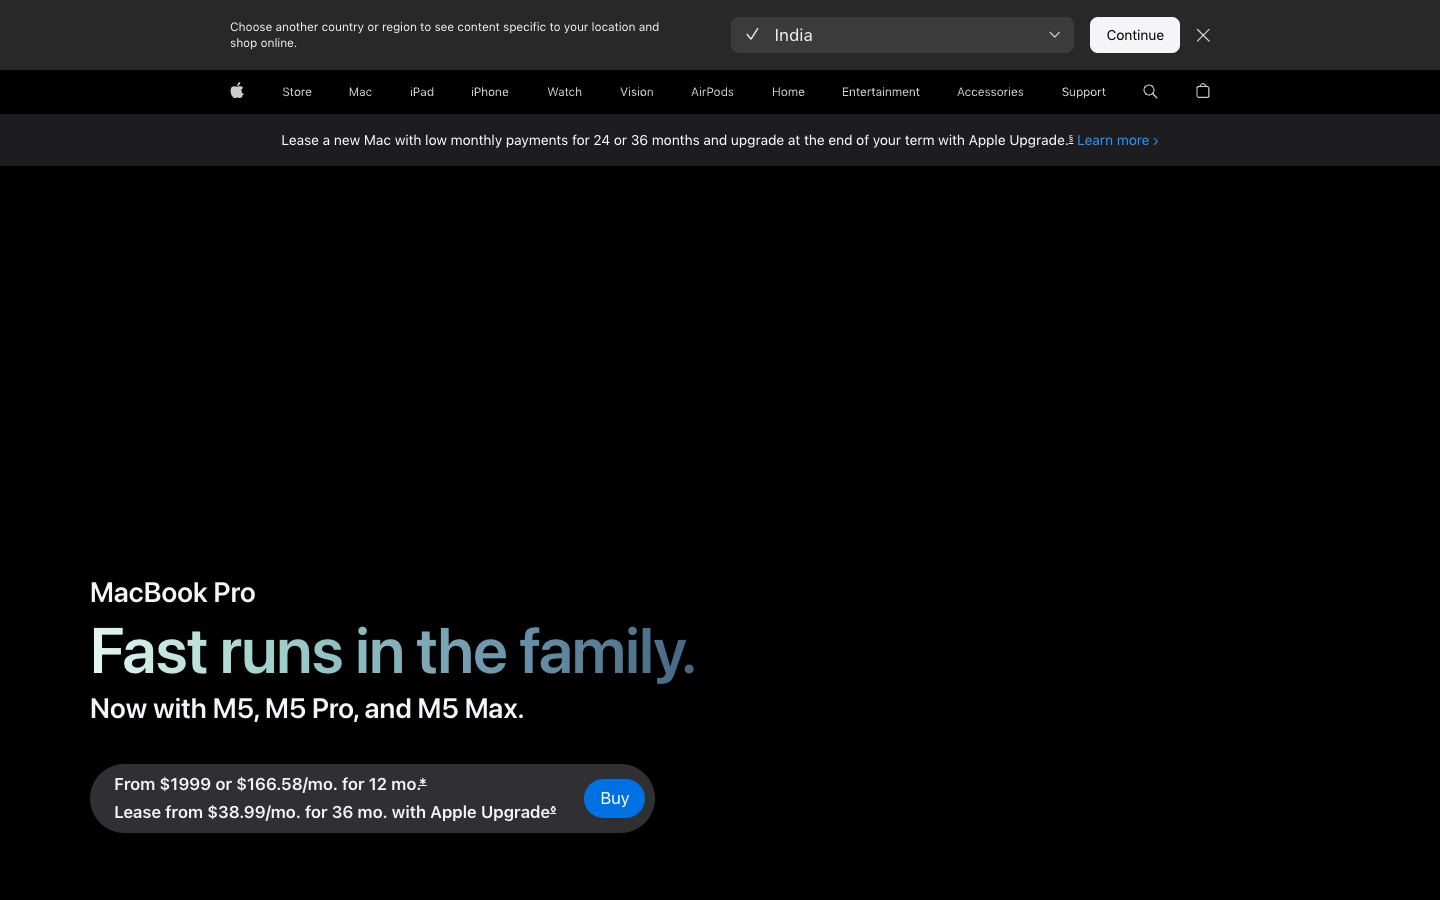 Choose another country or region to see content specific to your location and
shop online.
India
Continue
Store Mac iPad iPhone Watch Vision AirPods Home Entertainment Accessories Support
Lease a new Mac with low monthly payments for 24 or 36 months and upgrade at the end of your term with Apple Upgrade.§ Learn more >
MacBook Pro
Fast runs in the family.
Now with M5, M5 Pro, and M5 Max.
From $1999 or $166.58/mo. for 12 mo.*
Lease from $38.99/mo. for 36 mo. with Apple Upgrade◊
Buy